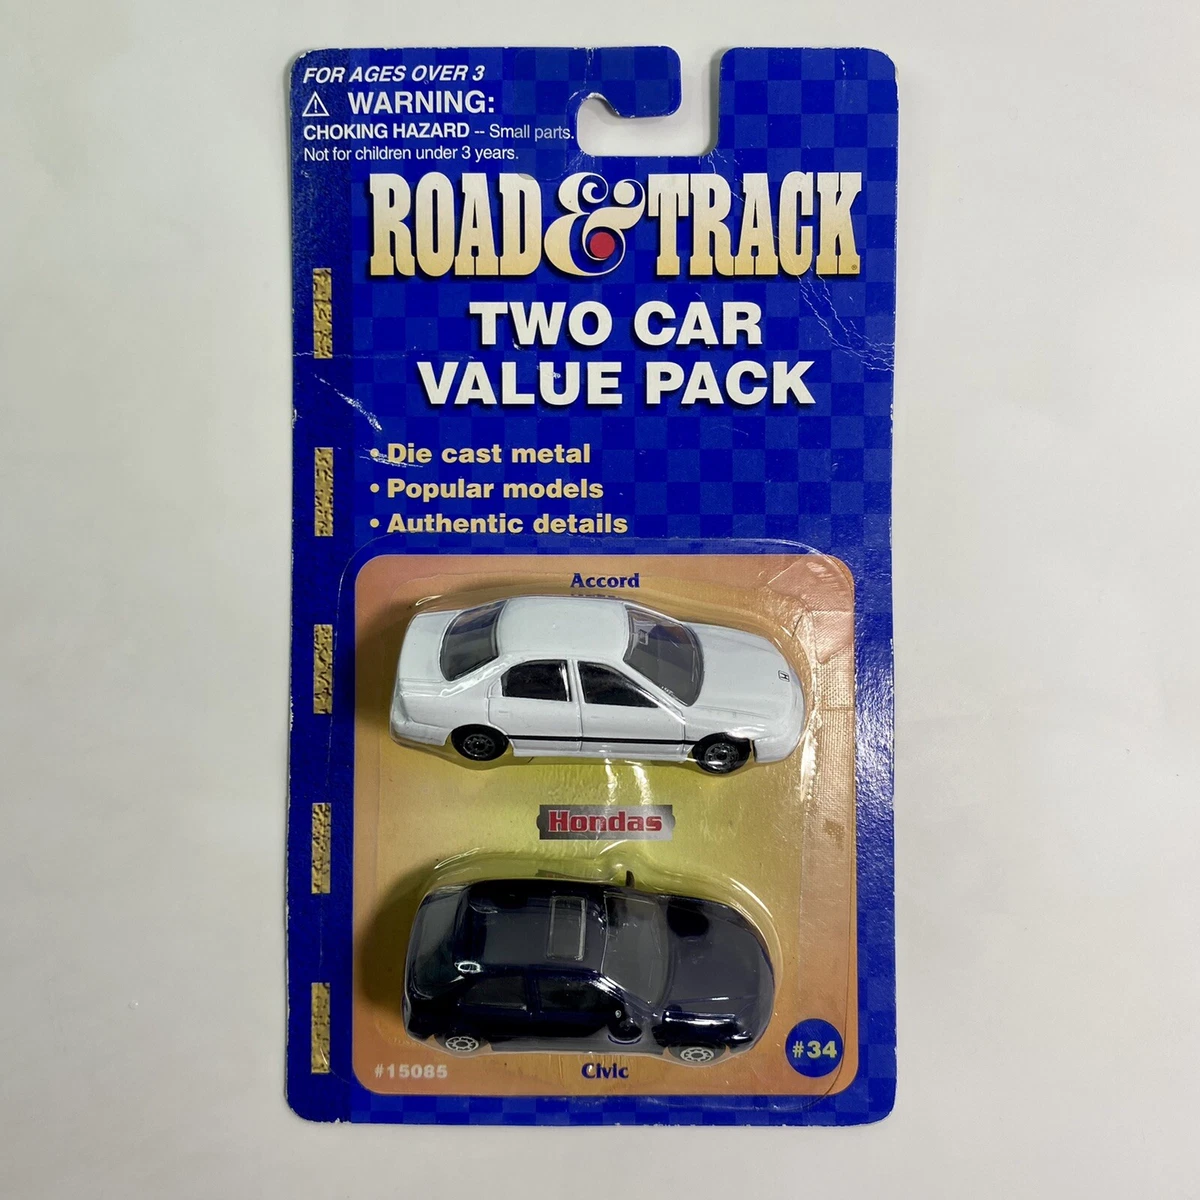 FOR AGES OVER 3
WARNING:
CHOKING HAZARD -- Small parts.
Not for children under 3 years.
ROAD & TRACK
TWO CAR
VALUE PACK
• Die cast metal
• Popular models
• Authentic details
Accord
Hondas
#34
#15085
Civic